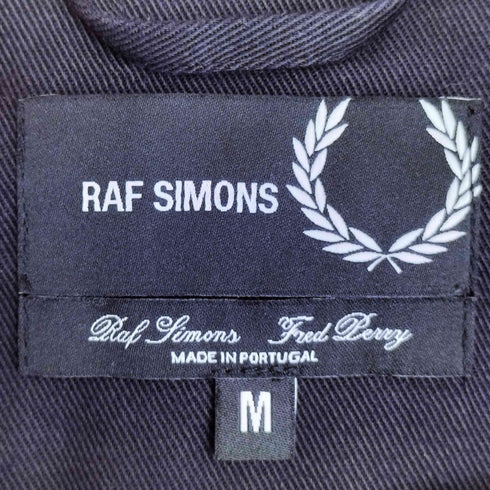 RAF SIMONS
Raf Simons Fred Perry
MADE IN PORTUGAL
M